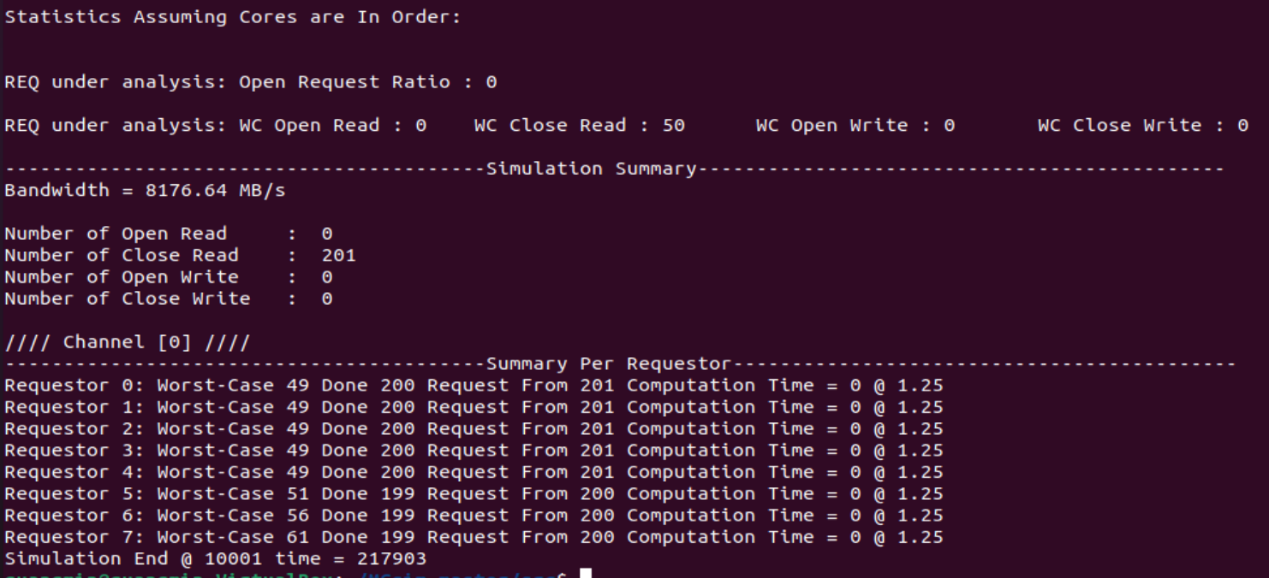 Statistics Assuming Cores are In Order:
REQ under analysis: Open Request Ratio : 0
REQ under analysis: WC Open Read : 0    WC Close Read : 50      WC Open Write : 0       WC Close Write : 0
-----------------------------------------Simulation Summary---------------------------------------------
Bandwidth = 8176.64 MB/s
Number of Open Read     :  0
Number of Close Read    :  201
Number of Open Write    :  0
Number of Close Write   :  0
//// Channel [0] ////
-----------------------------------------Summary Per Requestor-------------------------------------------
Requestor 0: Worst-Case 49 Done 200 Request From 201 Computation Time = 0 @ 1.25
Requestor 1: Worst-Case 49 Done 200 Request From 201 Computation Time = 0 @ 1.25
Requestor 2: Worst-Case 49 Done 200 Request From 201 Computation Time = 0 @ 1.25
Requestor 3: Worst-Case 49 Done 200 Request From 201 Computation Time = 0 @ 1.25
Requestor 4: Worst-Case 49 Done 200 Request From 201 Computation Time = 0 @ 1.25
Requestor 5: Worst-Case 51 Done 199 Request From 200 Computation Time = 0 @ 1.25
Requestor 6: Worst-Case 56 Done 199 Request From 200 Computation Time = 0 @ 1.25
Requestor 7: Worst-Case 61 Done 199 Request From 200 Computation Time = 0 @ 1.25
Simulation End @ 10001 time = 217903